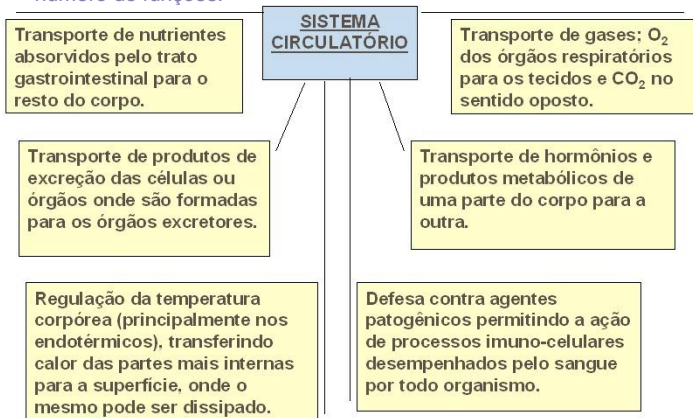 número de funções.
SISTEMA
CIRCULATÓRIO
Transporte de nutrientes
absorvidos pelo trato
gastrointestinal para o
resto do corpo.
Transporte de gases; O₂
dos órgãos respiratórios
para os tecidos e CO₂ no
sentido oposto.
Transporte de produtos de
excreção das células ou
órgãos onde são formadas
para os órgãos excretores.
Transporte de hormônios e
produtos metabólicos de
uma parte do corpo para a
outra.
Regulação da temperatura
corpórea (principalmente nos
endotérmicos), transferindo
calor das partes mais internas
para a superfície, onde o
mesmo pode ser dissipado.
Defesa contra agentes
patogênicos permitindo a ação
de processos imuno-celulares
desempenhados pelo sangue
por todo organismo.